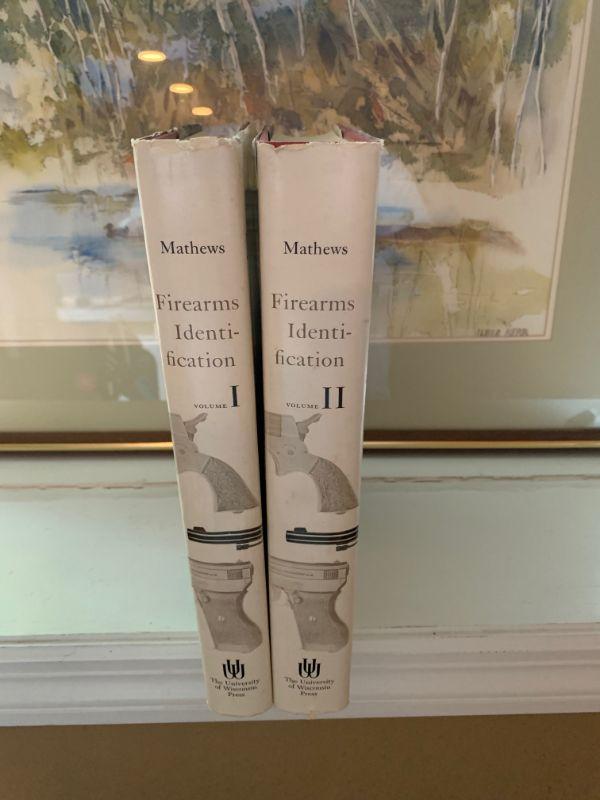 Mathews
Firearms
Identi-
fication
VOLUME I
The University
of Wisconsin
Press
Mathews
Firearms
Identi-
fication
VOLUME II
The University
of Wisconsin
Press